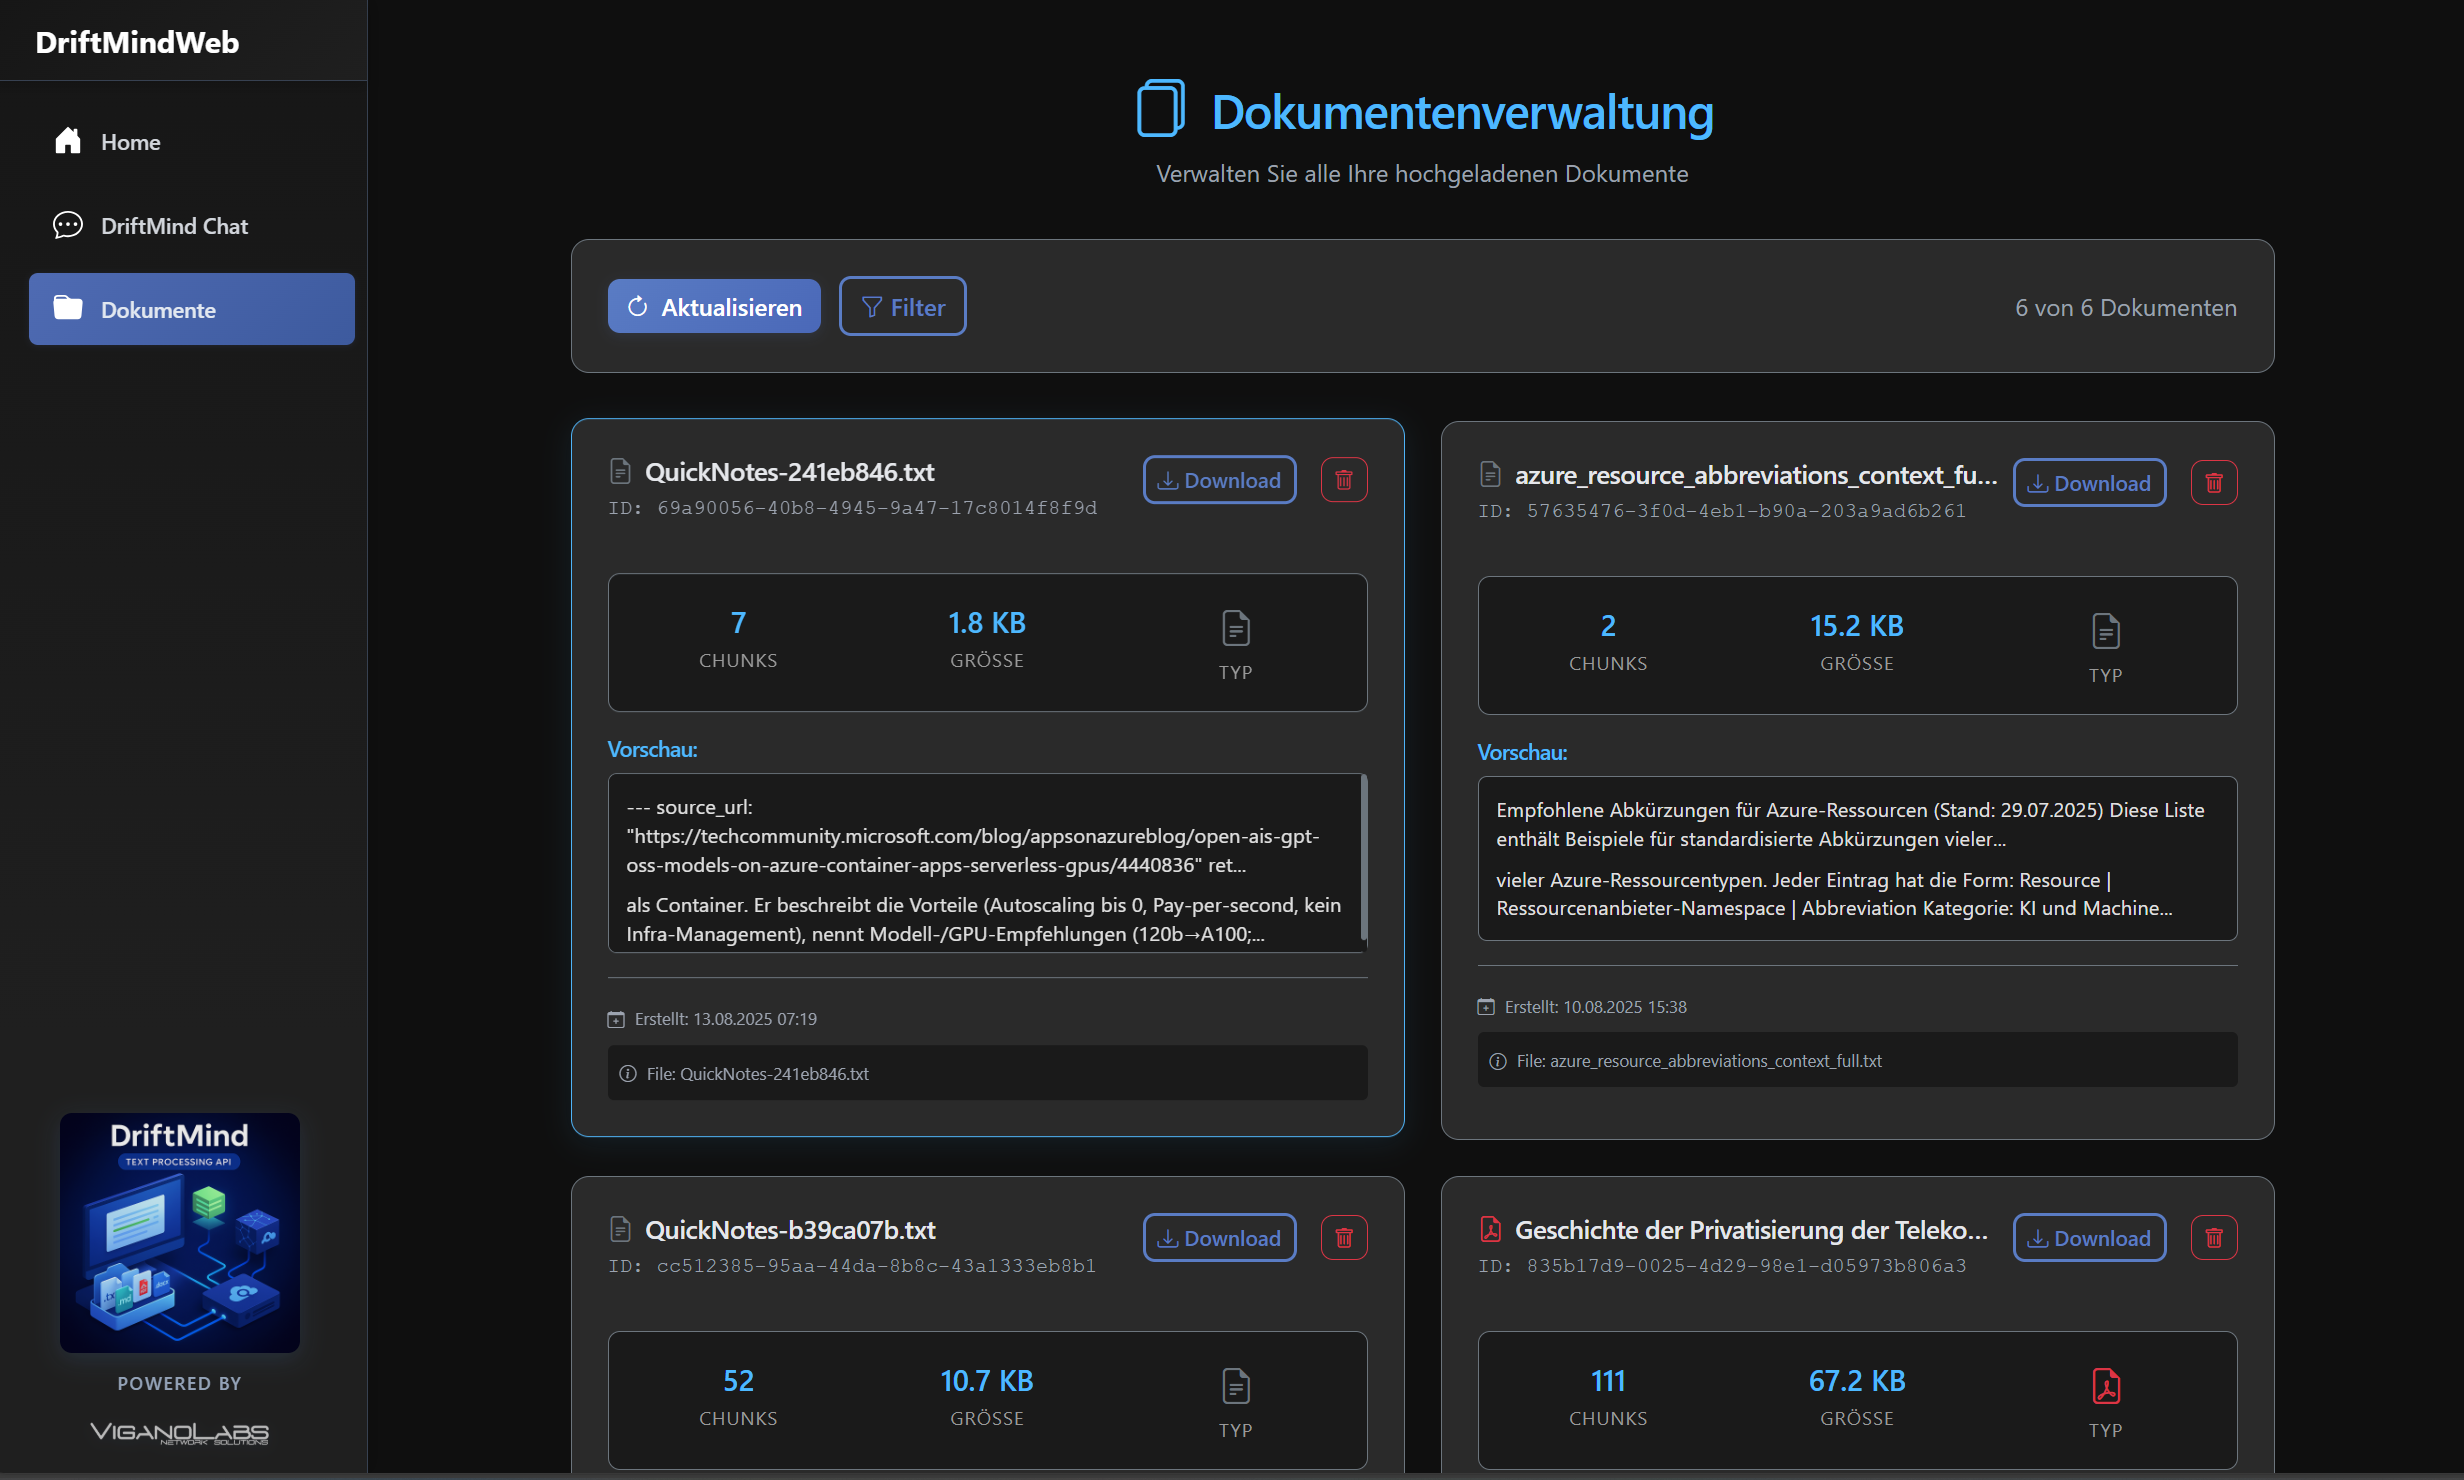 DriftMindWeb
Home
DriftMind Chat
Dokumente
DriftMind
TEXT PROCESSING API
POWERED BY
VIGANOLABS
NETWORK SOLUTIONS
Dokumentenverwaltung
Verwalten Sie alle Ihre hochgeladenen Dokumente
Aktualisieren
Filter
6 von 6 Dokumenten
QuickNotes-241eb846.txt
Download
ID: 69a90056-40b8-4945-9a47-17c8014f8f9d
7
CHUNKS
1.8 KB
GRÖSSE
TYP
Vorschau:
--- source_url:
"https://techcommunity.microsoft.com/blog/appsonazureblog/open-ais-gpt-
oss-models-on-azure-container-apps-serverless-gpus/4440836" ret...
als Container. Er beschreibt die Vorteile (Autoscaling bis 0, Pay-per-second, kein
Infra-Management), nennt Modell-/GPU-Empfehlungen (120b→A100;...
Erstellt: 13.08.2025 07:19
File: QuickNotes-241eb846.txt
azure_resource_abbreviations_context_fu...
Download
ID: 57635476-3f0d-4eb1-b90a-203a9ad6b261
2
CHUNKS
15.2 KB
GRÖSSE
TYP
Vorschau:
Empfohlene Abkürzungen für Azure-Ressourcen (Stand: 29.07.2025) Diese Liste
enthält Beispiele für standardisierte Abkürzungen vieler...
vieler Azure-Ressourcentypen. Jeder Eintrag hat die Form: Resource |
Ressourcenanbieter-Namespace | Abbreviation Kategorie: KI und Machine...
Erstellt: 10.08.2025 15:38
File: azure_resource_abbreviations_context_full.txt
QuickNotes-b39ca07b.txt
Download
ID: cc512385-95aa-44da-8b8c-43a1333eb8b1
52
CHUNKS
10.7 KB
GRÖSSE
TYP
Geschichte der Privatisierung der Teleko...
Download
ID: 835b17d9-0025-4d29-98e1-d05973b806a3
111
CHUNKS
67.2 KB
GRÖSSE
TYP